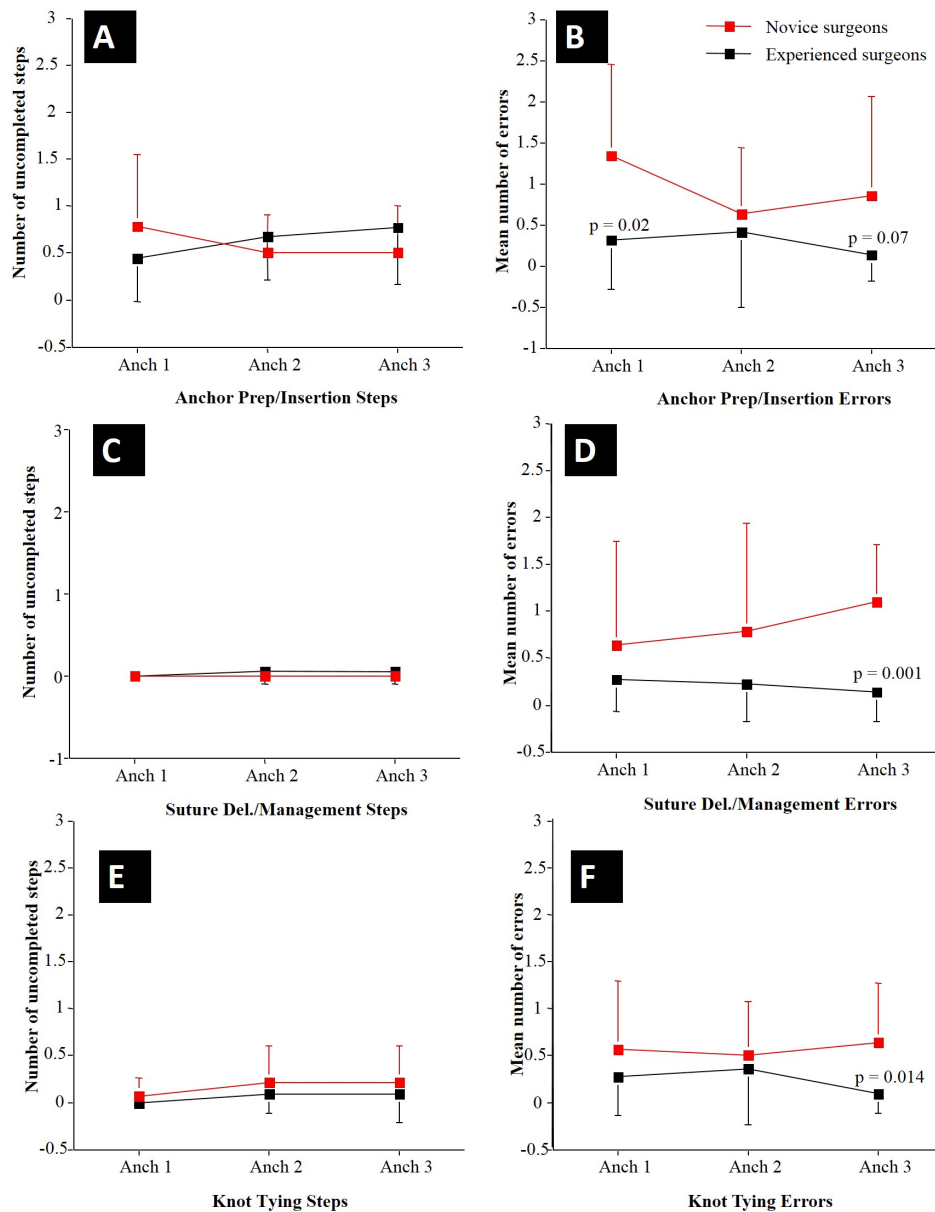 A
Number of uncompleted steps
3
2.5
2
1.5
1
0.5
0
-0.5
Anch 1 Anch 2 Anch 3
Anchor Prep/Insertion Steps
B
Novice surgeons
Experienced surgeons
Mean number of errors
3
2.5
2
1.5
1
0.5
0
-0.5
-1
p = 0.02
p = 0.07
Anch 1 Anch 2 Anch 3
Anchor Prep/Insertion Errors
C
Number of uncompleted steps
3
2
1
0
-1
Anch 1 Anch 2 Anch 3
Suture Del./Management Steps
D
Mean number of errors
3
2.5
2
1.5
1
0.5
0
-0.5
p = 0.001
Anch 1 Anch 2 Anch 3
Suture Del./Management Errors
E
Number of uncompleted steps
3
2.5
2
1.5
1
0.5
0
-0.5
Anch 1 Anch 2 Anch 3
Knot Tying Steps
F
Mean number of errors
3
2.5
2
1.5
1
0.5
0
-0.5
p = 0.014
Anch 1 Anch 2 Anch 3
Knot Tying Errors